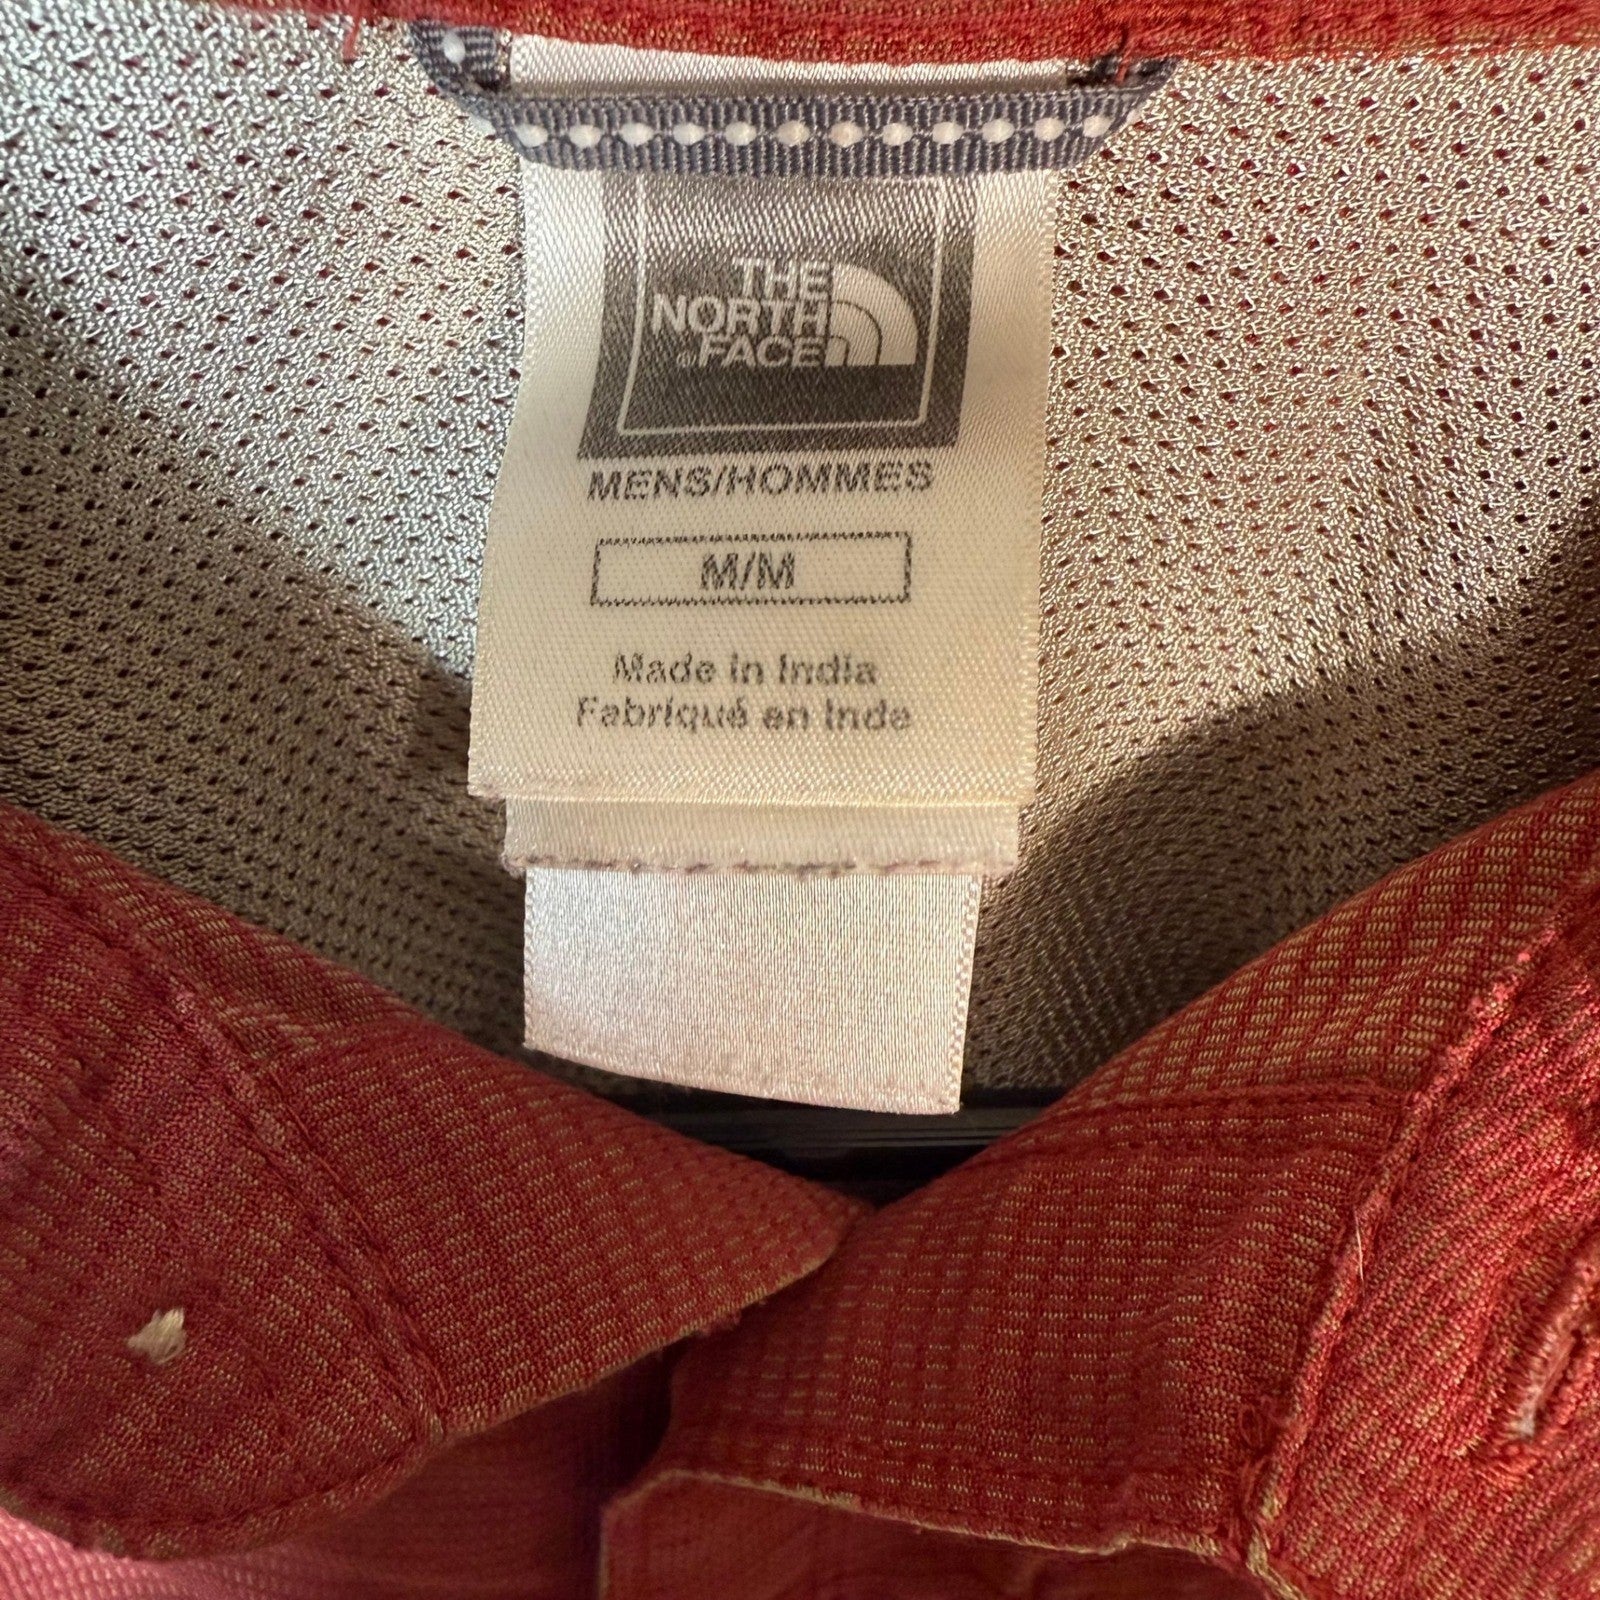 THE
NORTH
FACE
MENS/HOMMES
M/M
Made in India
Fabriqué en Inde